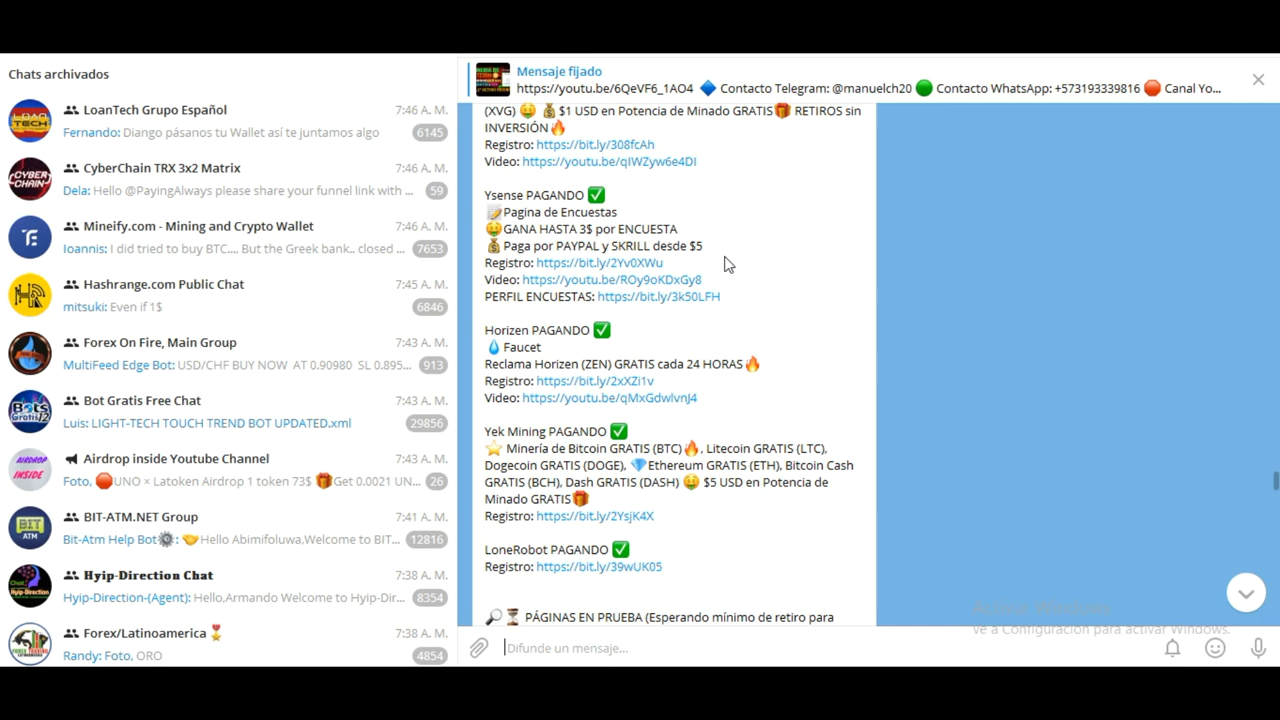 Chats archivados
LoanTech Grupo Español
7:46 A. M.
Fernando: Diango pásanos tu Wallet así te juntamos algo
6145
CyberChain TRX 3x2 Matrix
7:46 A. M.
Dela: Hello @PayingAlways please share your funnel link with ...
59
Mineify.com - Mining and Crypto Wallet
7:46 A. M.
Ioannis: I did tried to buy BTC.... But the Greek bank.. closed ...
7653
Hashrange.com Public Chat
7:45 A. M.
mitsuki: Even if 1$
6846
Forex On Fire, Main Group
7:43 A. M.
MultiFeed Edge Bot: USD/CHF BUY NOW AT 0.90980 SL 0.895...
913
Bot Gratis Free Chat
7:43 A. M.
Luis: LIGHT-TECH TOUCH TREND BOT UPDATED.xml
29856
Airdrop inside Youtube Channel
7:43 A. M.
Foto, 🛑UNO × Latoken Airdrop 1 token 73$ 🎁Get 0.0021 UN...
26
BIT-ATM.NET Group
7:41 A. M.
Bit-Atm Help Bot⚙: 🤝Hello Abimifoluwa,Welcome to BIT...
12816
Hyip-Direction Chat
7:38 A. M.
Hyip-Direction-(Agent): Hello,Armando Welcome to Hyip-Dir...
8354
Forex/Latinoamerica 🎖
7:38 A. M.
Randy: Foto, ORO
4854
Mensaje fijado
https://youtu.be/6QeVF6_1AO4 🔷 Contacto Telegram: @manuelch20 🟢 Contacto WhatsApp: +573193339816 🛑 Canal Yo...
(XVG) 🤑 💰 $1 USD en Potencia de Minado GRATIS🎁 RETIROS sin
INVERSIÓN🔥
Registro: https://bit.ly/308fcAh
Video: https://youtu.be/qIWZyw6e4DI
Ysense PAGANDO ✅
📝Pagina de Encuestas
🤑GANA HASTA 3$ por ENCUESTA
💰Paga por PAYPAL y SKRILL desde $5
Registro: https://bit.ly/2Yv0XWu
Video: https://youtu.be/ROy9oKDxGy8
PERFIL ENCUESTAS: https://bit.ly/3k50LFH
Horizen PAGANDO ✅
💧 Faucet
Reclama Horizen (ZEN) GRATIS cada 24 HORAS🔥
Registro: https://bit.ly/2xXZi1v
Video: https://youtu.be/qMxGdwlvnJ4
Yek Mining PAGANDO ✅
⭐ Minería de Bitcoin GRATIS (BTC)🔥, Litecoin GRATIS (LTC),
Dogecoin GRATIS (DOGE), 💎Ethereum GRATIS (ETH), Bitcoin Cash
GRATIS (BCH), Dash GRATIS (DASH) 🤑 $5 USD en Potencia de
Minado GRATIS🎁
Registro: https://bit.ly/2YsjK4X
LoneRobot PAGANDO ✅
Registro: https://bit.ly/39wUK05
🔎⏳ PÁGINAS EN PRUEBA (Esperando mínimo de retiro para
Activar Windows
Ve a Configuración para activar Windows.
Difunde un mensaje...